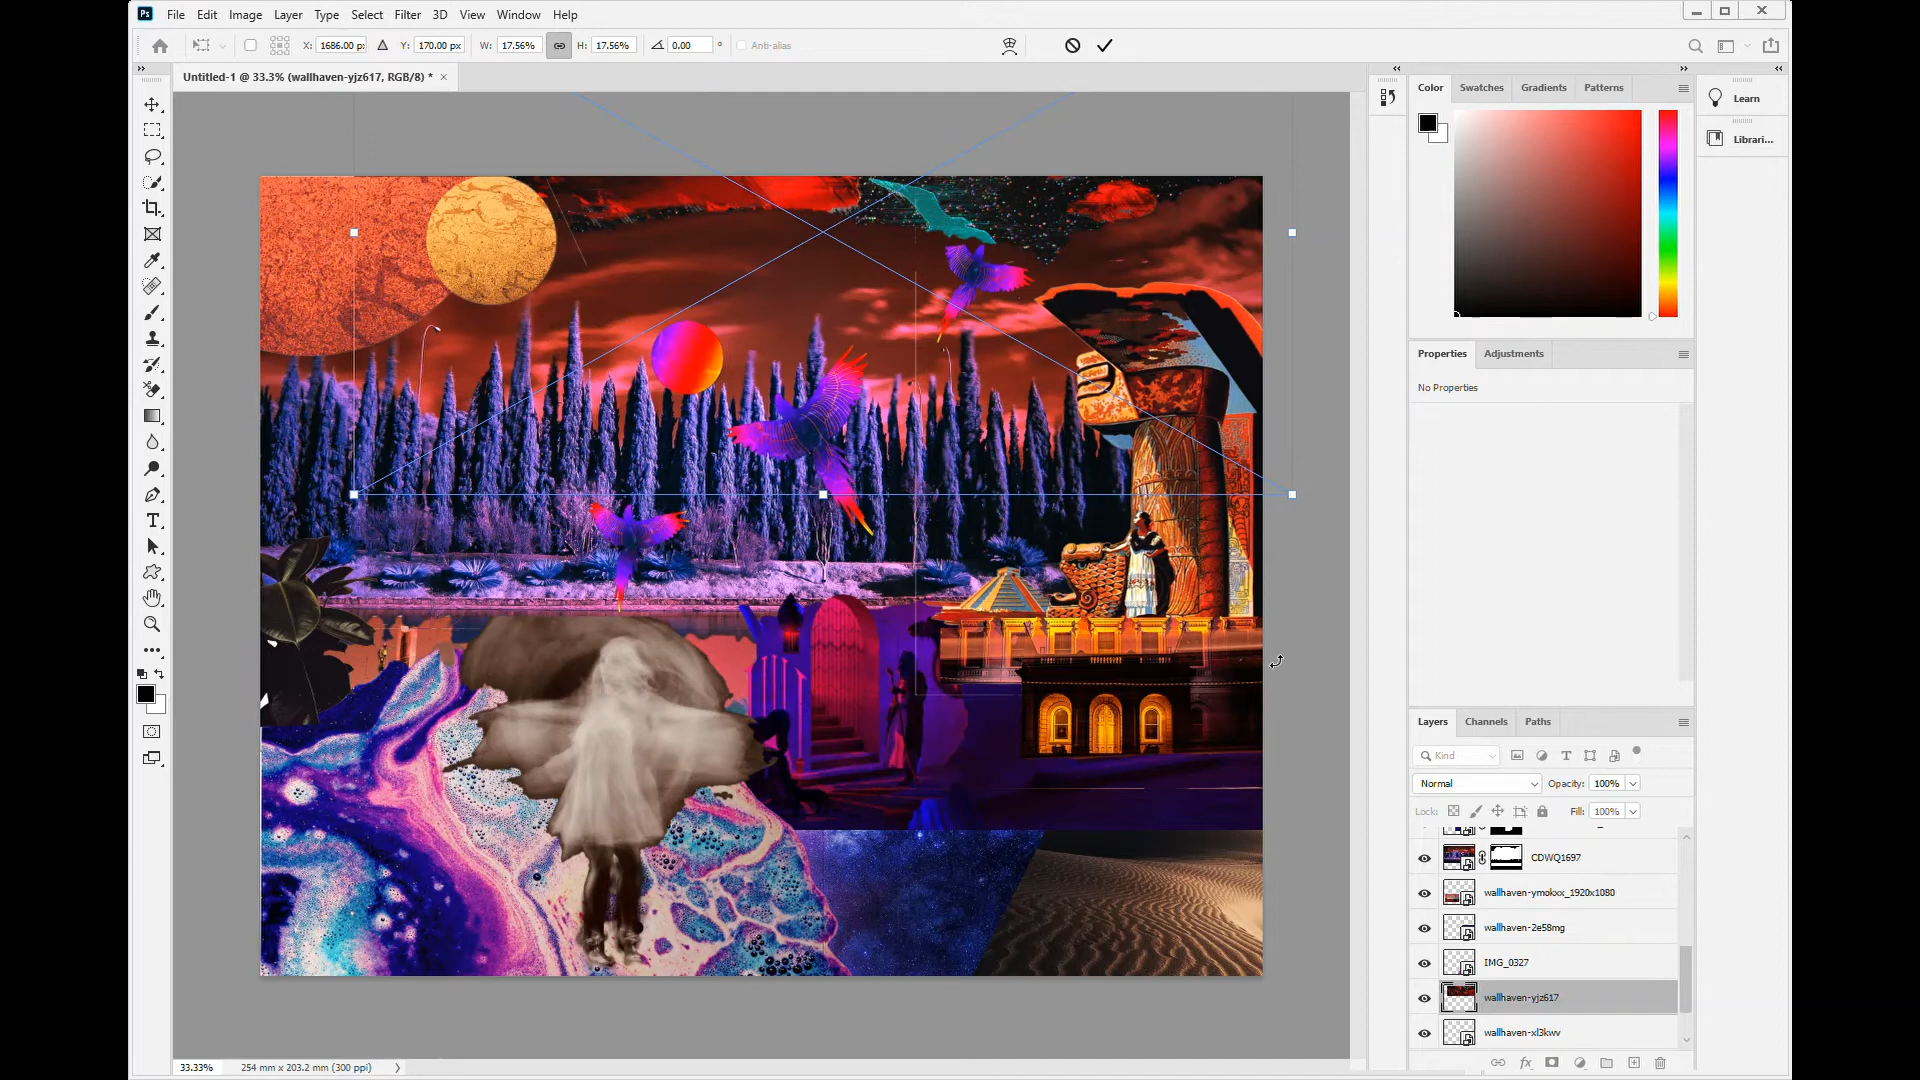 Ps File Edit Image Layer Type Select Filter 3D View Window Help
X: 1686.00 px Y: 170.00 px W: 17.56% H: 17.56% 0.00 ° Anti-alias
Untitled-1 @ 33.3% (wallhaven-yjz617, RGB/8) * ×
Color Swatches Gradients Patterns
Learn
Librari...
Properties Adjustments
No Properties
Layers Channels Paths
Kind
Normal Opacity: 100%
Lock: Fill: 100%
CDWQ1697
wallhaven-ymokxx_1920x1080
wallhaven-2e58mg
IMG_0327
wallhaven-yjz617
wallhaven-xl3kwv
33.33% 254 mm x 203.2 mm (300 ppi)